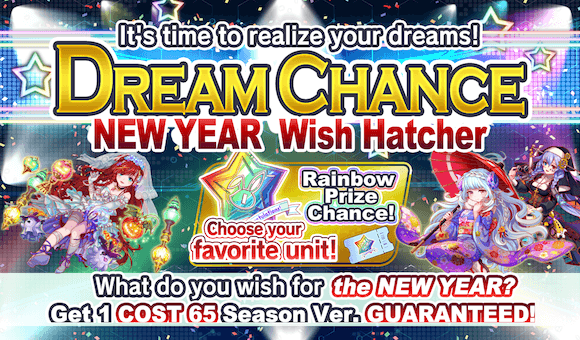 It's time to realize your dreams!
DREAM CHANCE
NEW YEAR Wish Hatcher
Rainbow
Prize
Chance!
Choose your
favorite unit!
What do you wish for the NEW YEAR?
Get 1 COST 65 Season Ver. GUARANTEED!